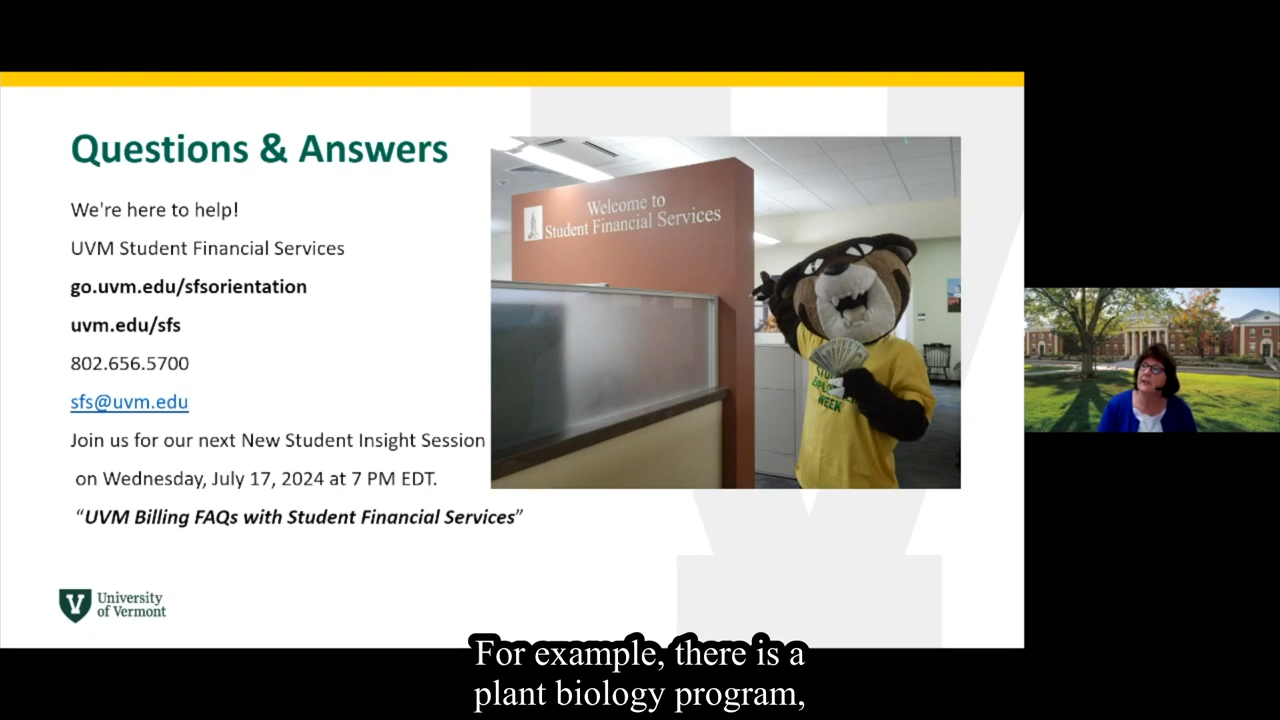 Questions & Answers
We're here to help!
UVM Student Financial Services
go.uvm.edu/sfsorientation
uvm.edu/sfs
802.656.5700
sfs@uvm.edu
Join us for our next New Student Insight Session
on Wednesday, July 17, 2024 at 7 PM EDT.
“UVM Billing FAQs with Student Financial Services”
Welcome to
Student Financial Services
WEEK
V University
of Vermont
For example, there is a
plant biology program,